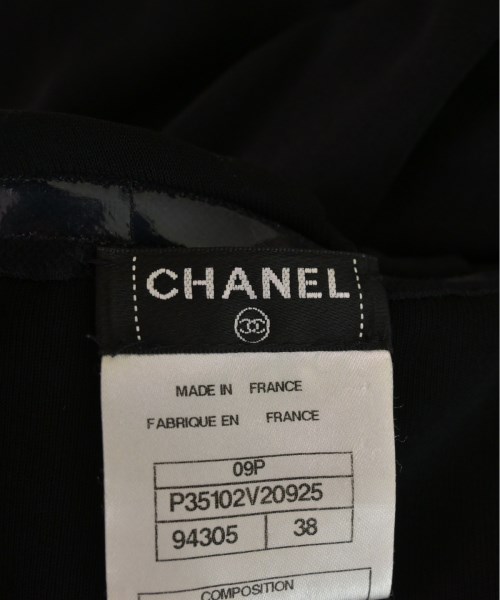 CHANEL
MADE IN FRANCE
FABRIQUE EN FRANCE
09P
P35102V20925
94305 38
COMPOSITION